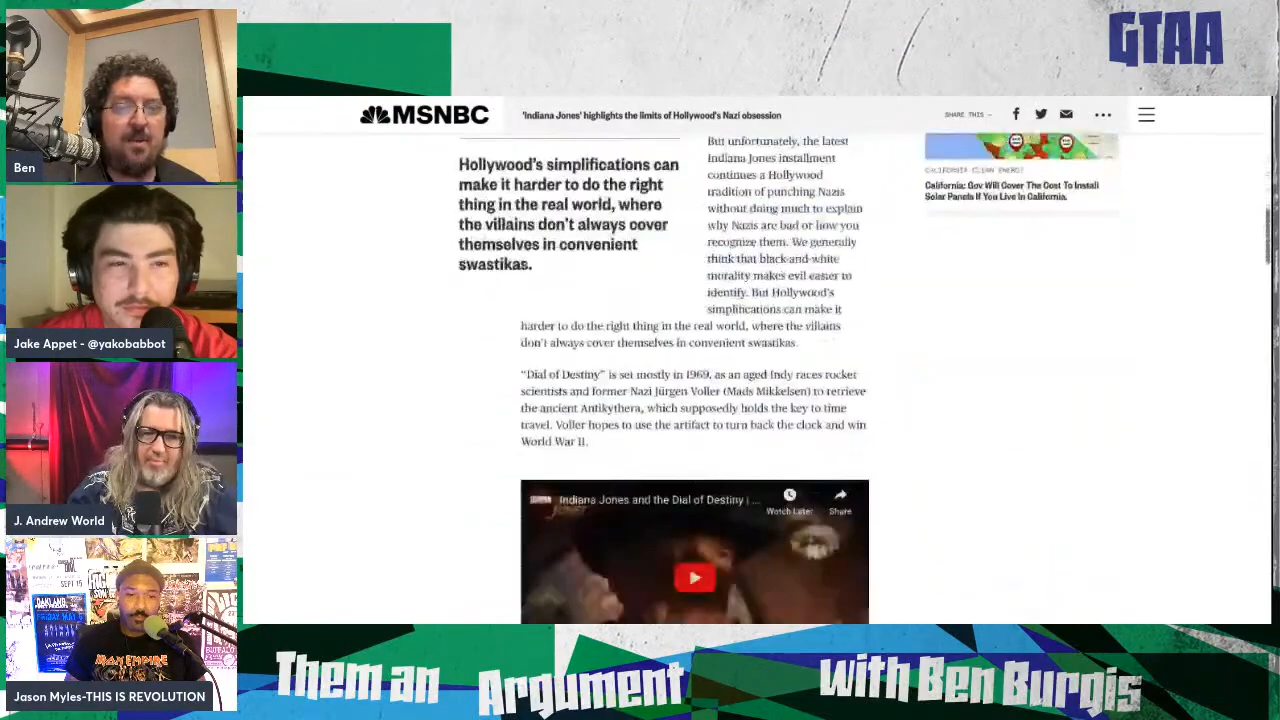 GTAA
Ben
Jake Appet - @yakobabbot
J. Andrew World
Jason Myles-THIS IS REVOLUTION
MSNBC
'Indiana Jones' highlights the limits of Hollywood's Nazi obsession
SHARE THIS –
Hollywood's simplifications can
make it harder to do the right
thing in the real world, where
the villains don't always cover
themselves in convenient
swastikas.
But unfortunately, the latest
Indiana Jones installment
continues a Hollywood
tradition of punching Nazis
without doing much to explain
why Nazis are bad or how you
recognize them. We generally
think that black-and-white
morality makes evil easier to
identify. But Hollywood's
simplifications can make it
harder to do the right thing in the real world, where the villains
don't always cover themselves in convenient swastikas.
"Dial of Destiny" is set mostly in 1969, as an aged Indy races rocket
scientists and former Nazi Jürgen Voller (Mads Mikkelsen) to retrieve
the ancient Antikythera, which supposedly holds the key to time
travel. Voller hopes to use the artifact to turn back the clock and win
World War II.
Indiana Jones and the Dial of Destiny | ...
Watch Later
Share
CALIFORNIA CLEAN ENERGY
California: Gov Will Cover The Cost To Install
Solar Panels If You Live In California.
OAKLAND
FRIDAY MAY 5
SEPT 15
Them an Argument with Ben Burgis